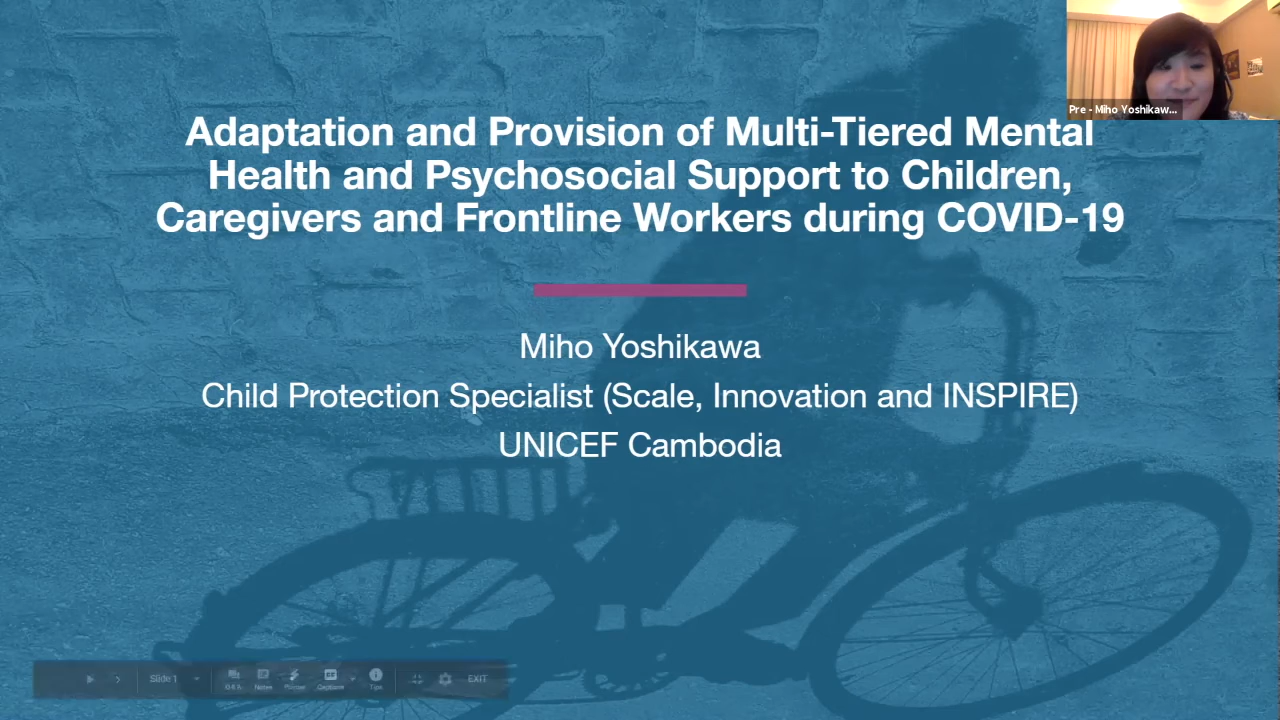 Pre - Miho Yoshikaw...
Adaptation and Provision of Multi-Tiered Mental
Health and Psychosocial Support to Children,
Caregivers and Frontline Workers during COVID-19
Miho Yoshikawa
Child Protection Specialist (Scale, Innovation and INSPIRE)
UNICEF Cambodia
Slide 1
Q & A Notes Pointer Captions Tips EXIT